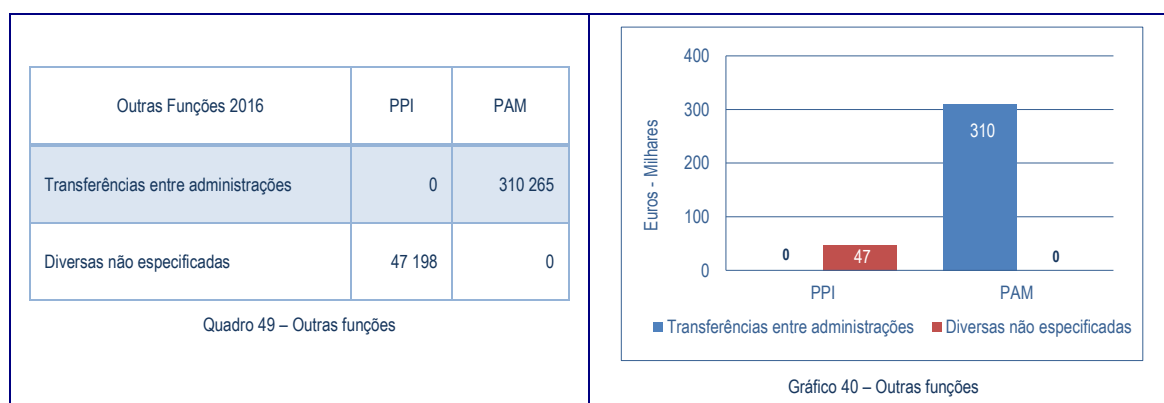 Outras Funções 2016 PPI PAM
Transferências entre administrações 0 310 265
Diversas não especificadas 47 198 0
Quadro 49 – Outras funções
Euros - Milhares
400
300
200
100
0
310
0
47
0
PPI PAM
Transferências entre administrações Diversas não especificadas
Gráfico 40 – Outras funções